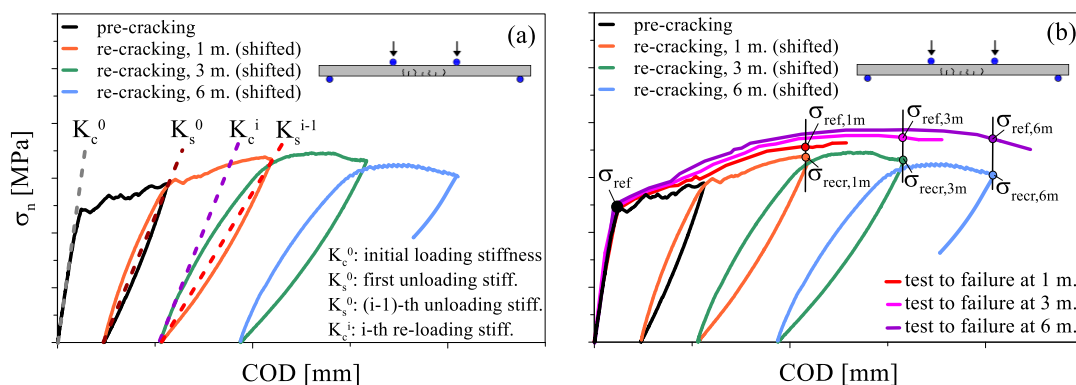 pre-cracking
re-cracking, 1 m. (shifted)
re-cracking, 3 m. (shifted)
re-cracking, 6 m. (shifted)
(a)
K_c^0
K_s^0
K_c^i
K_s^{i-1}
K_c^0: initial loading stiffness
K_s^0: first unloading stiff.
K_s^0: (i-1)-th unloading stiff.
K_c^i: i-th re-loading stiff.
σ_n [MPa]
COD [mm]
pre-cracking
re-cracking, 1 m. (shifted)
re-cracking, 3 m. (shifted)
re-cracking, 6 m. (shifted)
(b)
σ_ref
σ_ref,1m
σ_ref,3m
σ_ref,6m
σ_recr,1m
σ_recr,3m
σ_recr,6m
test to failure at 1 m.
test to failure at 3 m.
test to failure at 6 m.
σ_n [MPa]
COD [mm]